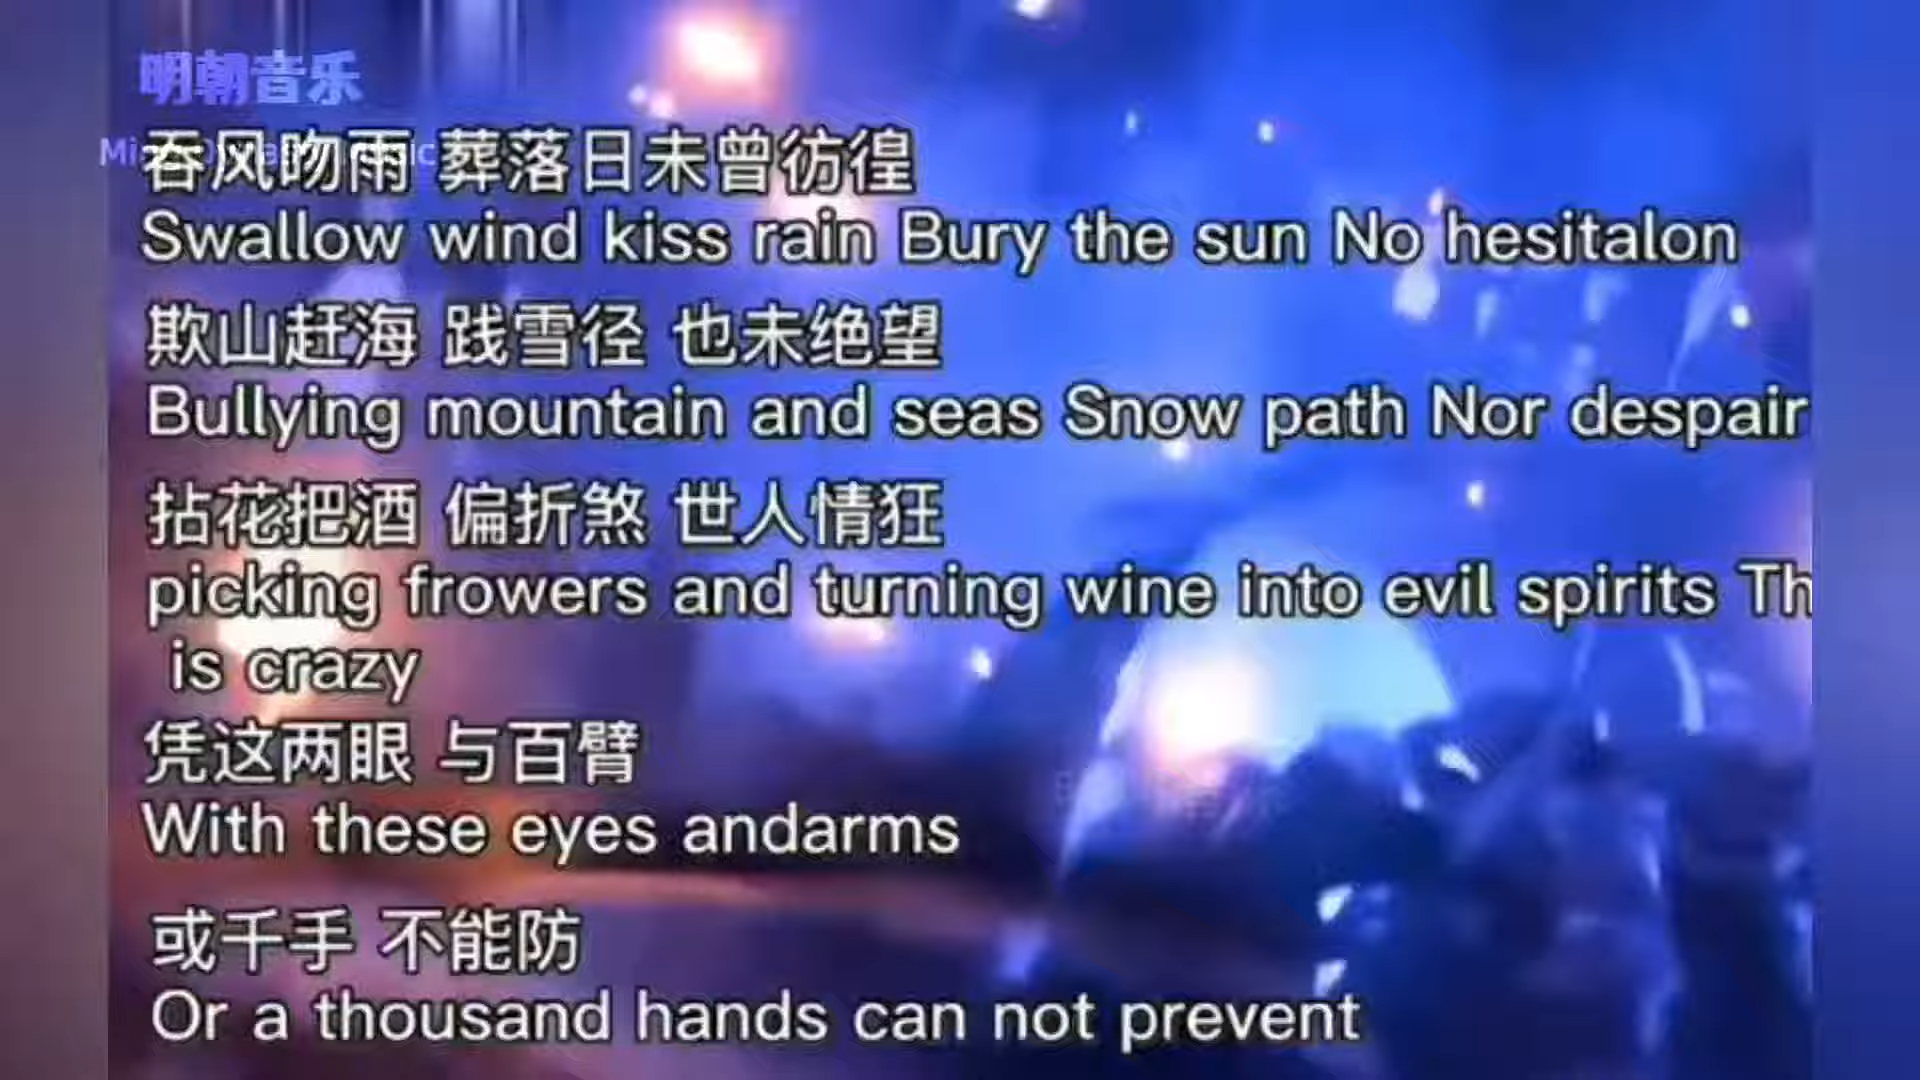 明朝音乐
Ming Dynasty Music
吞风吻雨 葬落日未曾彷徨
Swallow wind kiss rain Bury the sun No hesitalon
欺山赶海 践雪径 也未绝望
Bullying mountain and seas Snow path Nor despair
拈花把酒 偏折煞 世人情狂
picking frowers and turning wine into evil spirits Th
is crazy
凭这两眼 与百臂
With these eyes andarms
或千手 不能防
Or a thousand hands can not prevent